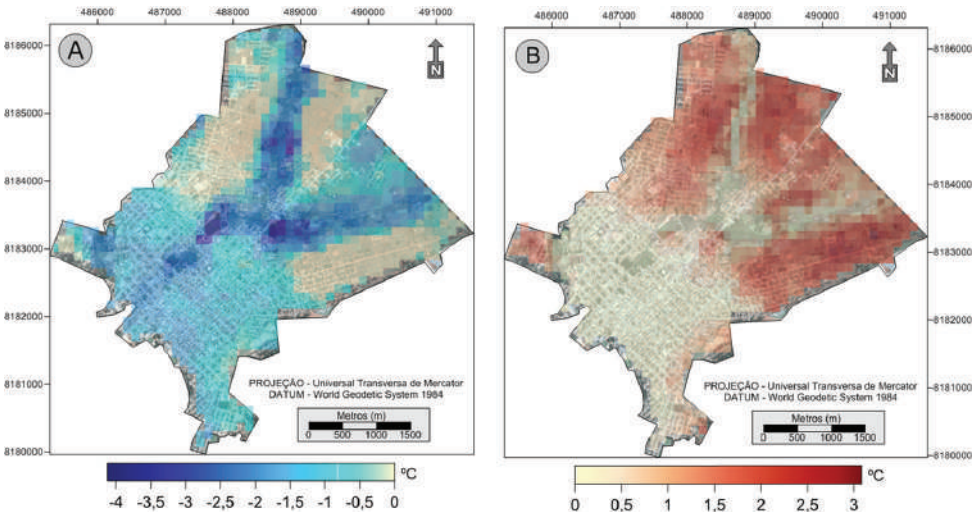 486000 487000 488000 489000 490000 491000
A
N
8186000
8185000
8184000
8183000
8182000
8181000
8180000
PROJEÇÃO - Universal Transversa de Mercator
DATUM - World Geodetic System 1984
Metros (m)
0 500 1000 1500
ºC
-4 -3,5 -3 -2,5 -2 -1,5 -1 -0,5 0
486000 487000 488000 489000 490000 491000
B
N
8186000
8185000
8184000
8183000
8182000
8181000
8180000
PROJEÇÃO - Universal Transversa de Mercator
DATUM - World Geodetic System 1984
Metros (m)
0 500 1000 1500
ºC
0 0,5 1 1,5 2 2,5 3